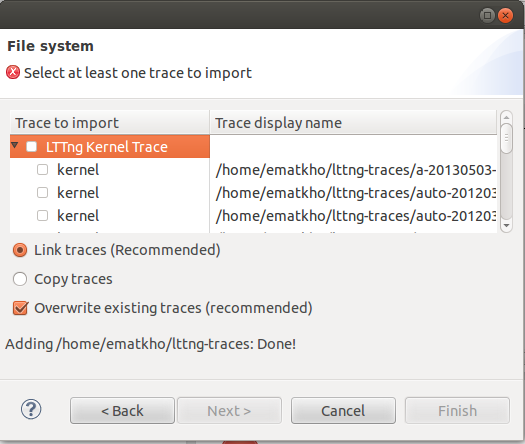 File system
Select at least one trace to import
Trace to import Trace display name
LTTng Kernel Trace
kernel /home/ematkho/lttng-traces/a-20130503-
kernel /home/ematkho/lttng-traces/auto-201203
kernel /home/ematkho/lttng-traces/auto-201203
Link traces (Recommended)
Copy traces
Overwrite existing traces (recommended)
Adding /home/ematkho/lttng-traces: Done!
? < Back Next > Cancel Finish